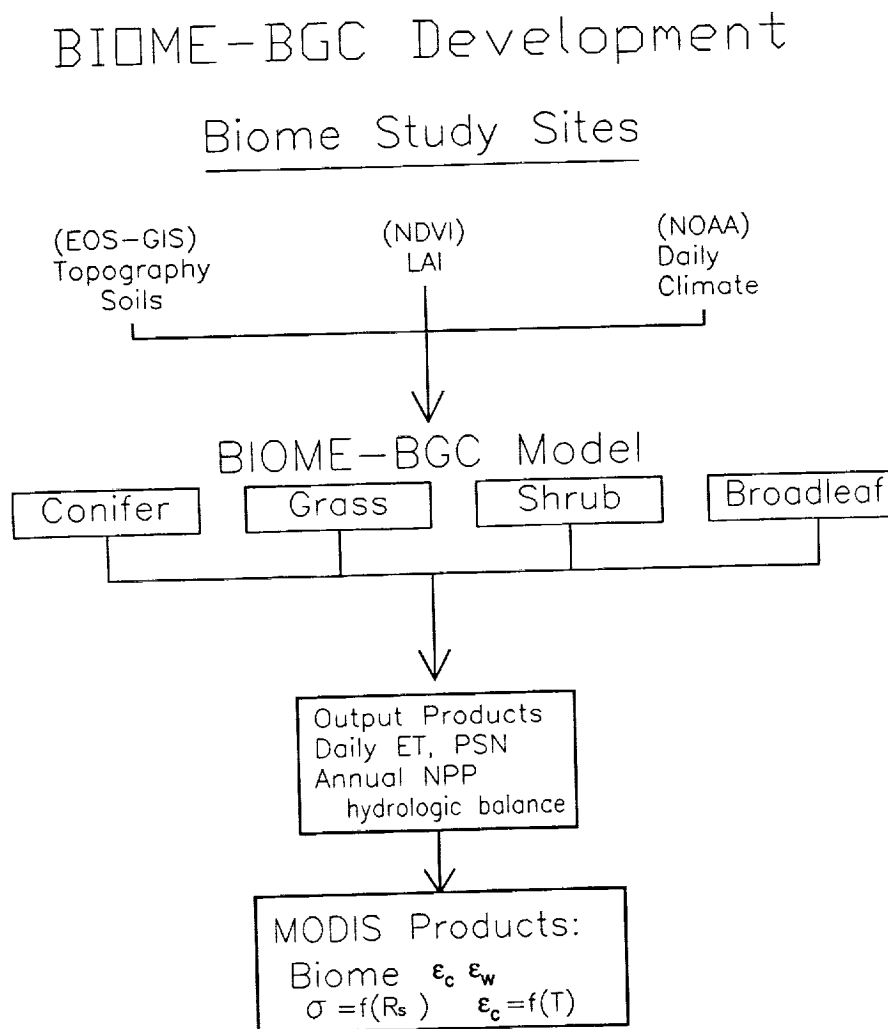 BIOME-BGC Development
Biome Study Sites
(EOS-GIS)
Topography
Soils
(NDVI)
LAI
(NOAA)
Daily
Climate
BIOME-BGC Model
Conifer
Grass
Shrub
Broadleaf
Output Products
Daily ET, PSN
Annual NPP
hydrologic balance
MODIS Products:
Biome εc εw
σ =f(Rs ) εc =f(T)